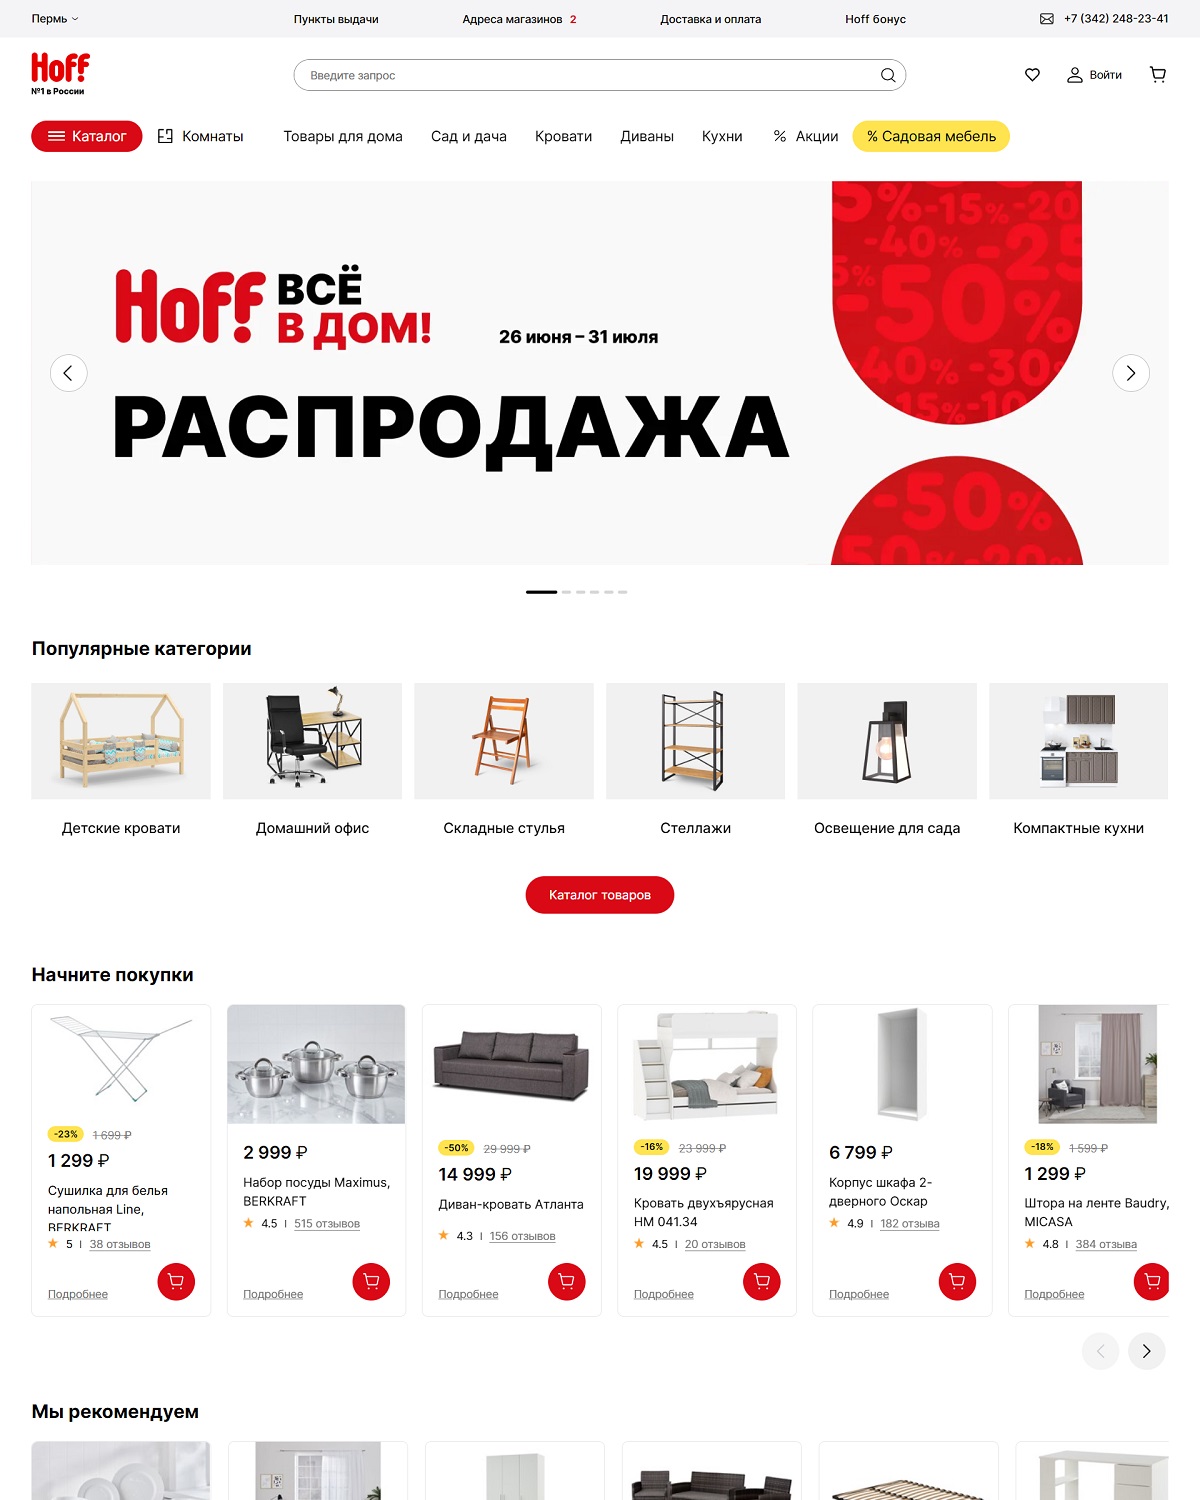 Пермь
Пункты выдачи
Адреса магазинов 2
Доставка и оплата
Hoff бонус
+7 (342) 248-23-41
Hoff
№1 в России
Введите запрос
Войти
Каталог
Комнаты
Товары для дома
Сад и дача
Кровати
Диваны
Кухни
% Акции
% Садовая мебель
Hoff ВСЁ
В ДОМ!
26 июня – 31 июля
РАСПРОДАЖА
5%-15%-20
-40%-25
5%
-50%
40%-30
15%-10
-50%
50%-20%
Популярные категории
Детские кровати
Домашний офис
Складные стулья
Стеллажи
Освещение для сада
Компактные кухни
Каталог товаров
Начните покупки
-23% 1 699 ₽
1 299 ₽
Сушилка для белья
напольная Line,
BERKRAFT
5 | 38 отзывов
Подробнее
2 999 ₽
Набор посуды Maximus,
BERKRAFT
4.5 | 515 отзывов
Подробнее
-50% 29 999 ₽
14 999 ₽
Диван-кровать Атланта
4.3 | 156 отзывов
Подробнее
-16% 23 999 ₽
19 999 ₽
Кровать двухъярусная
НМ 041.34
4.5 | 20 отзывов
Подробнее
6 799 ₽
Корпус шкафа 2-
дверного Оскар
4.9 | 182 отзыва
Подробнее
-18% 1 599 ₽
1 299 ₽
Штора на ленте Baudry,
MICASA
4.8 | 384 отзыва
Подробнее
Мы рекомендуем